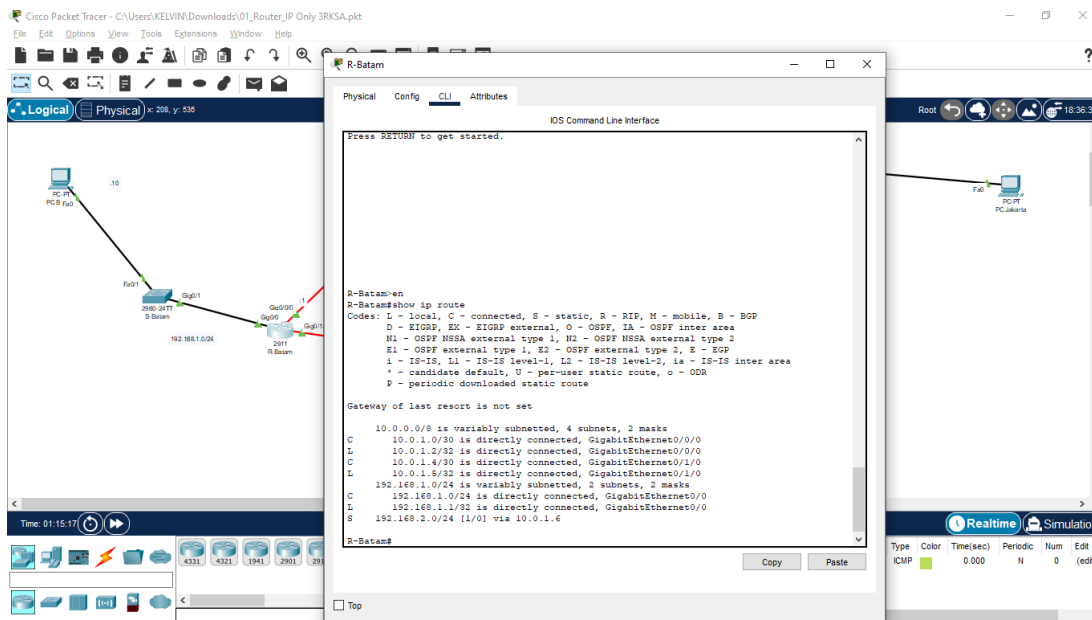 Cisco Packet Tracer - C:\Users\KELVIN\Downloads\01_Router_IP Only 3RKSA.pkt
File Edit Options View Tools Extensions Window Help
R-Batam
Physical Config CLI Attributes
IOS Command Line Interface
Logical Physical x: 208, y: 536
Root 18:36:3
Press RETURN to get started.
.10
PC-PT
PC B Fa0
Fa0
PC-PT
PC Jakarta
Fa0/1
Gig0/1
2960-24TT
S-Batam
192.168.1.0/24
Gig0/0/0
.1
Gig0/0
Gig0/1
2911
R-Batam
R-Batam>en
R-Batam#show ip route
Codes: L - local, C - connected, S - static, R - RIP, M - mobile, B - BGP
D - EIGRP, EX - EIGRP external, O - OSPF, IA - OSPF inter area
N1 - OSPF NSSA external type 1, N2 - OSPF NSSA external type 2
E1 - OSPF external type 1, E2 - OSPF external type 2, E - EGP
i - IS-IS, L1 - IS-IS level-1, L2 - IS-IS level-2, ia - IS-IS inter area
* - candidate default, U - per-user static route, o - ODR
P - periodic downloaded static route
Gateway of last resort is not set
10.0.0.0/8 is variably subnetted, 4 subnets, 2 masks
C 10.0.1.0/30 is directly connected, GigabitEthernet0/0/0
L 10.0.1.2/32 is directly connected, GigabitEthernet0/0/0
C 10.0.1.4/30 is directly connected, GigabitEthernet0/1/0
L 10.0.1.5/32 is directly connected, GigabitEthernet0/1/0
192.168.1.0/24 is variably subnetted, 2 subnets, 2 masks
C 192.168.1.0/24 is directly connected, GigabitEthernet0/0
L 192.168.1.1/32 is directly connected, GigabitEthernet0/0
S 192.168.2.0/24 [1/0] via 10.0.1.6
R-Batam#
Copy Paste
Top
Time: 01:15:17
Realtime Simulatio
4331 4321 1941 2901 291
Type Color Time(sec) Periodic Num Edit
ICMP 0.000 N 0 (edit